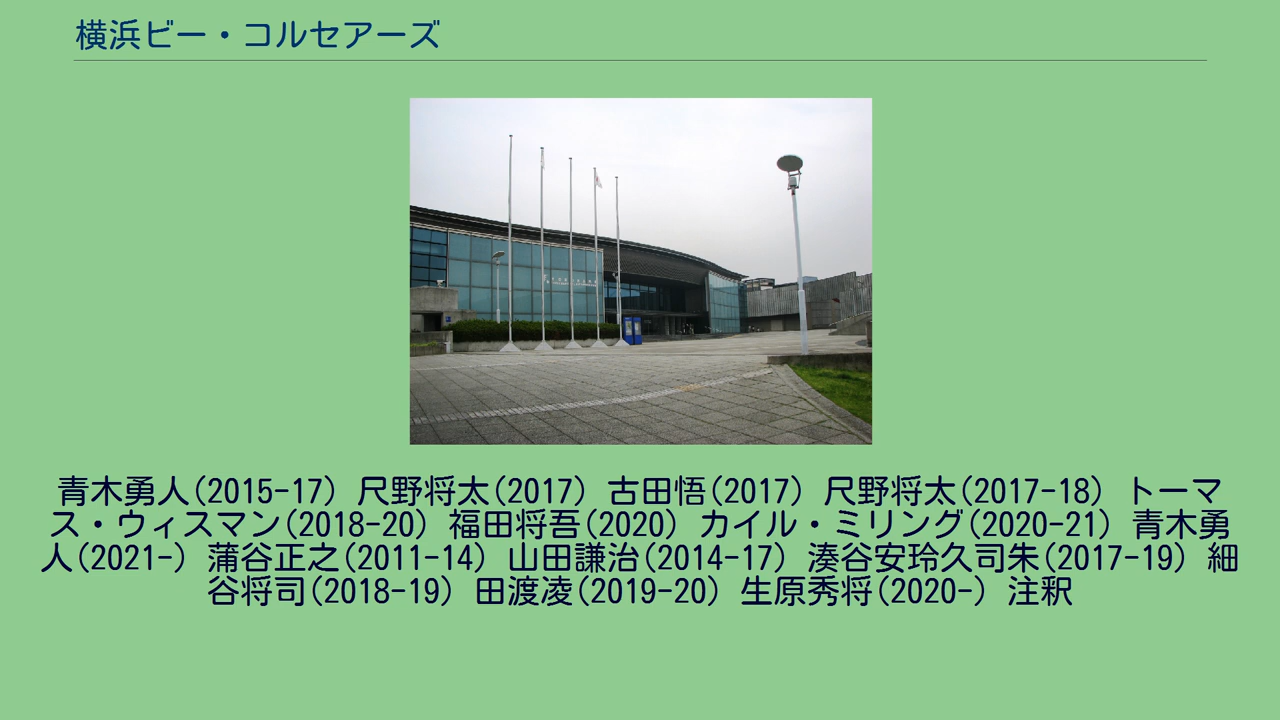 横浜ビー・コルセアーズ
青木勇人(2015-17) 尺野将太(2017) 古田悟(2017) 尺野将太(2017-18) トーマ
ス・ウィスマン(2018-20) 福田将吾(2020) カイル・ミリング(2020-21) 青木勇
人(2021-) 蒲谷正之(2011-14) 山田謙治(2014-17) 湊谷安玲久司朱(2017-19) 細
谷将司(2018-19) 田渡凌(2019-20) 生原秀将(2020-) 注釈